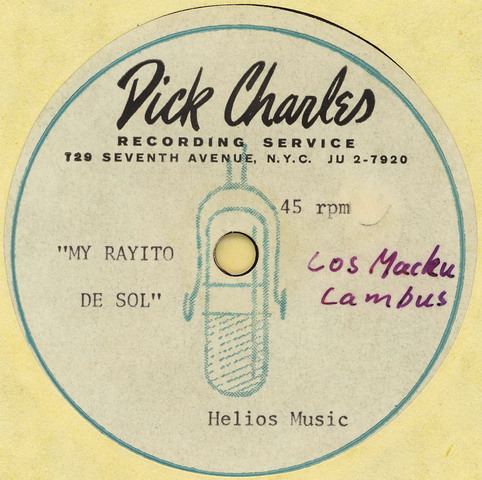 Dick Charles
RECORDING SERVICE
729 SEVENTH AVENUE, N.Y.C. JU 2-7920
45 rpm
"MY RAYITO
DE SOL"
Los Macku
Cambus
Helios Music